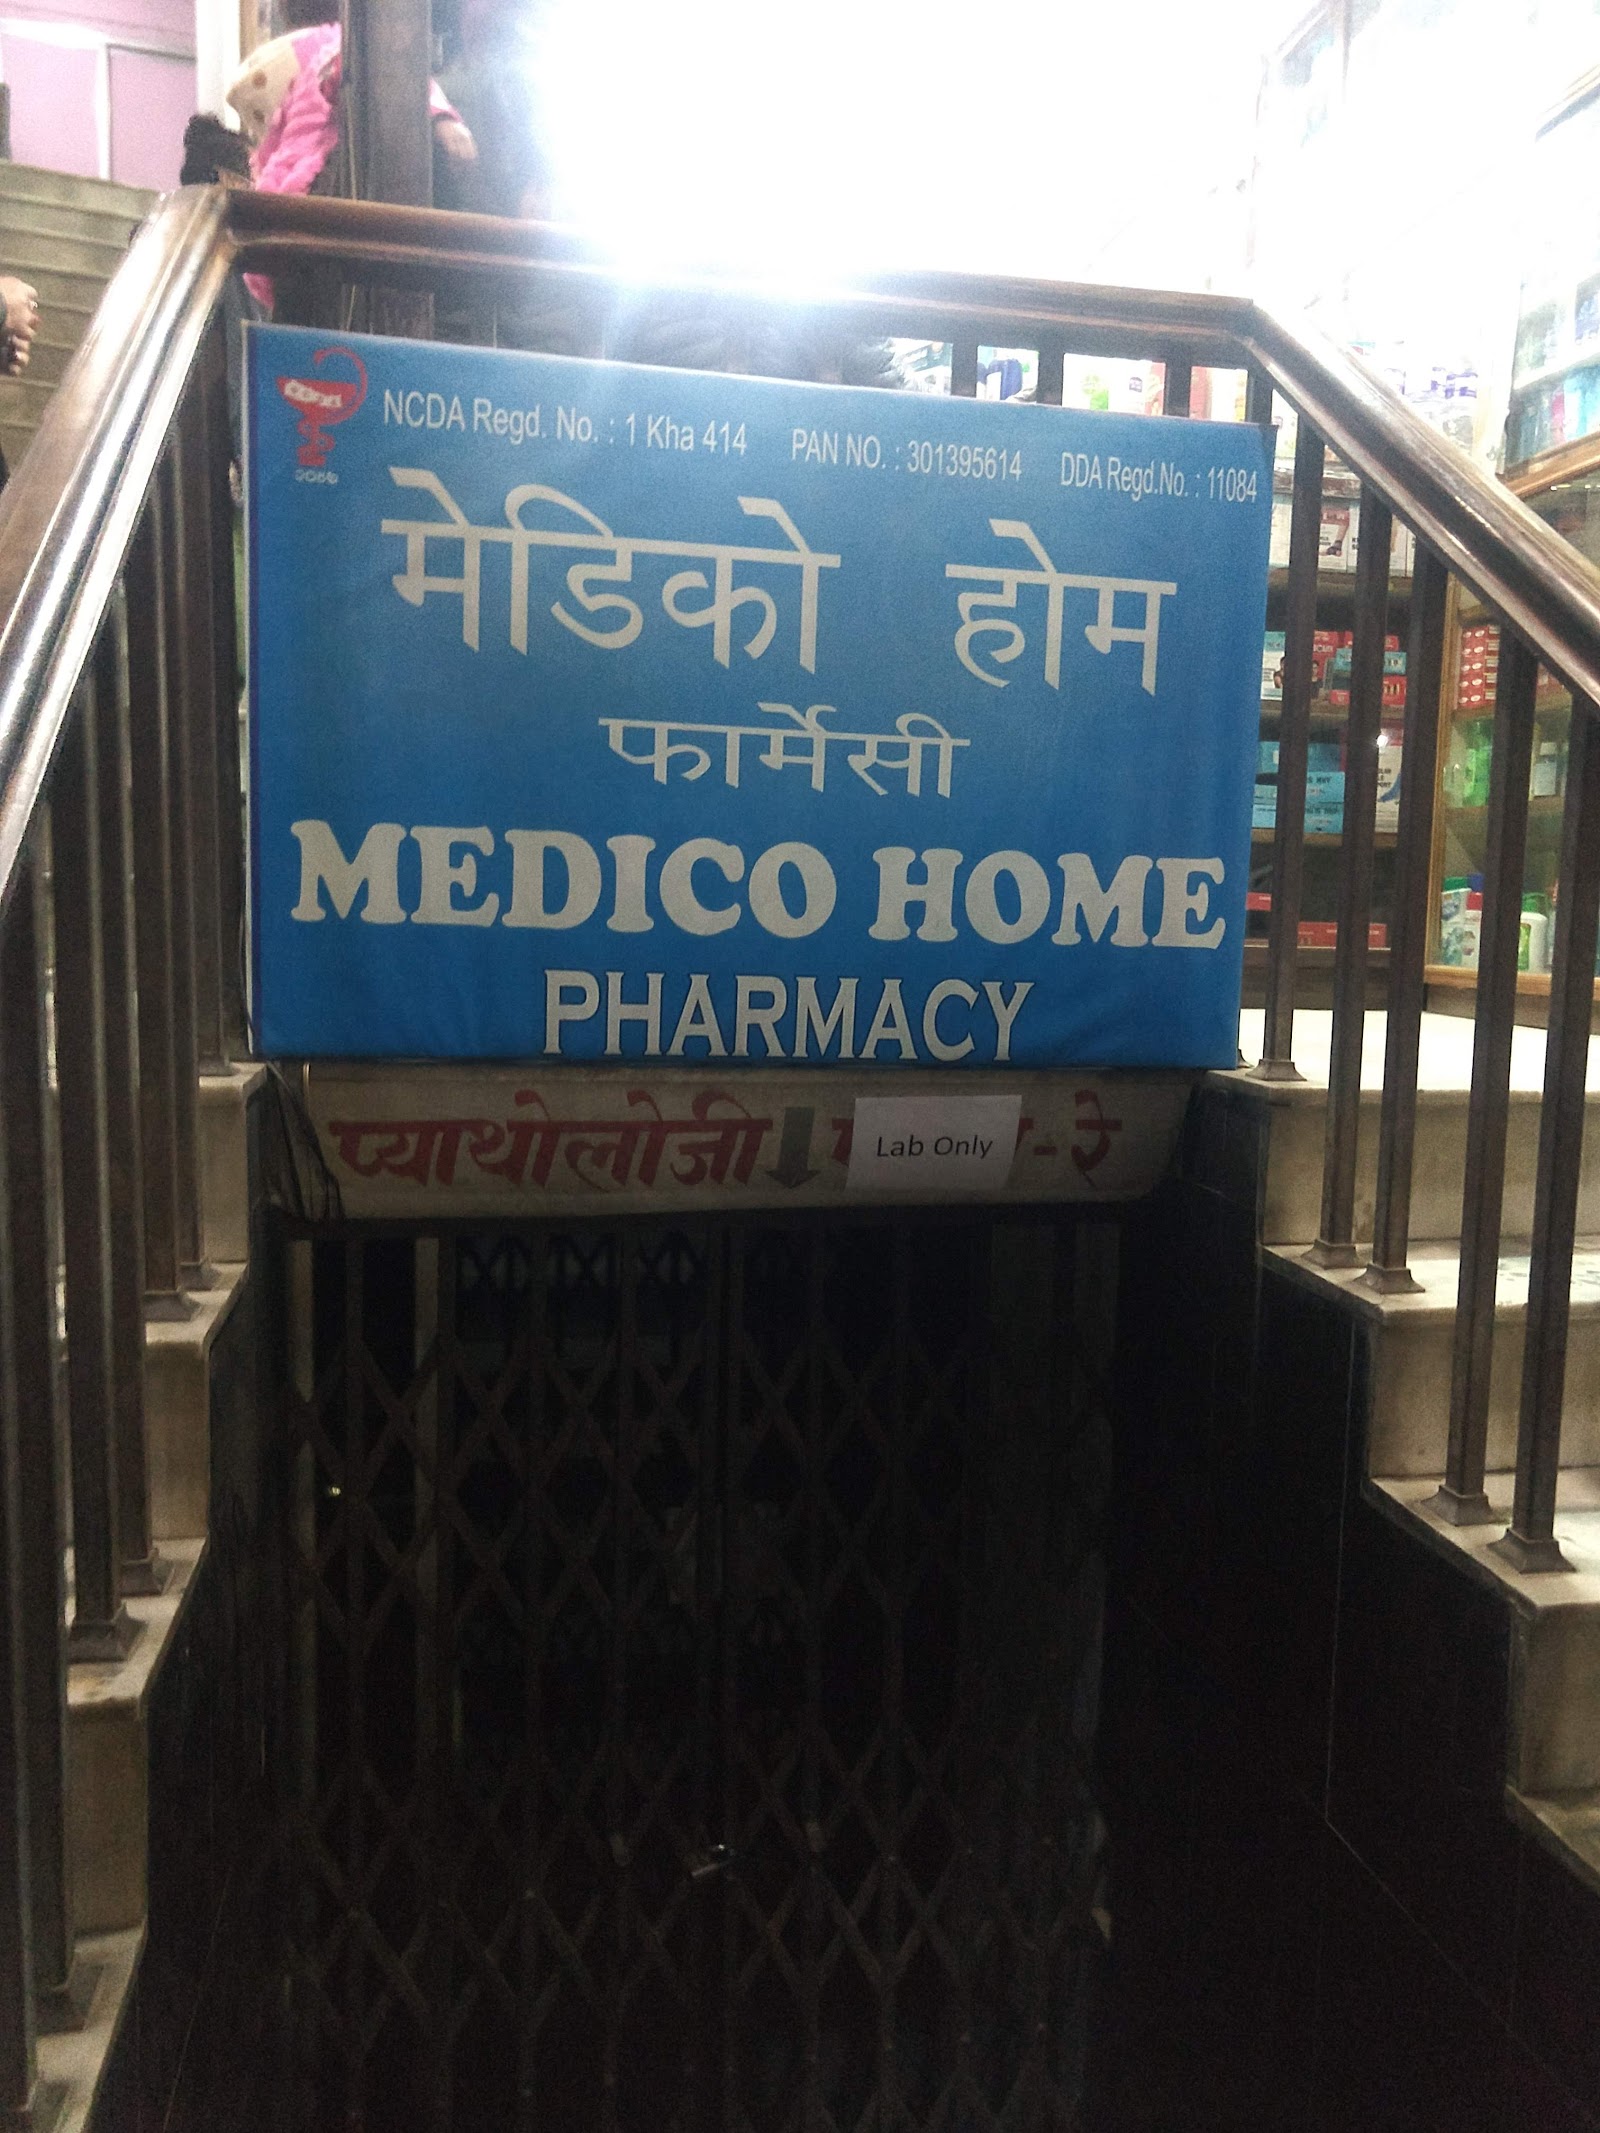 NCDA Regd. No. : 1 Kha 414 PAN NO. : 301395614 DDA Regd.No. : 11084
मेडिको होम
फार्मेसी
MEDICO HOME
PHARMACY
प्याथोलोजी - रे
Lab Only